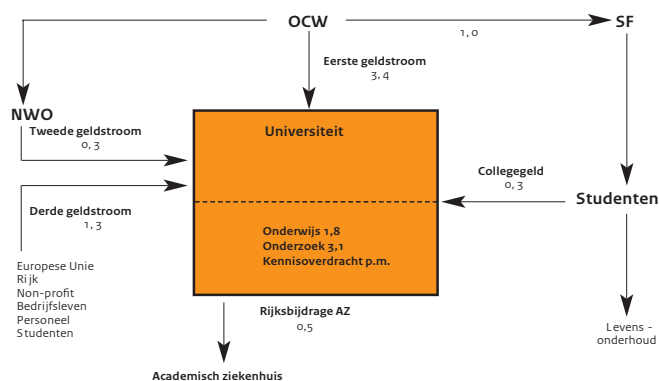 OCW
1,0
SF
Eerste geldstroom
3,4
NWO
Tweede geldstroom
0,3
Universiteit
Derde geldstroom
1,3
Collegegeld
0,3
Studenten
Onderwijs 1,8
Onderzoek 3,1
Kennisoverdracht p.m.
Europese Unie
Rijk
Non-profit
Bedrijfsleven
Personeel
Studenten
Rijksbijdrage AZ
0,5
Levens -
onderhoud
Academisch ziekenhuis